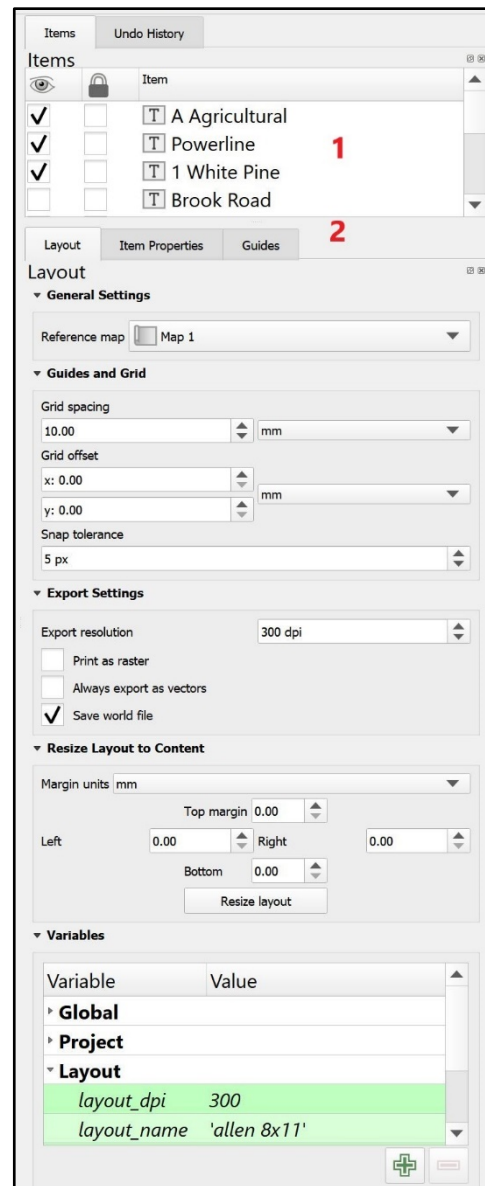 Items Undo History
Items
Item
T A Agricultural
T Powerline
1
T 1 White Pine
T Brook Road
2
Layout Item Properties Guides
Layout
General Settings
Reference map Map 1
Guides and Grid
Grid spacing
10.00 mm
Grid offset
x: 0.00
mm
y: 0.00
Snap tolerance
5 px
Export Settings
Export resolution 300 dpi
Print as raster
Always export as vectors
Save world file
Resize Layout to Content
Margin units mm
Top margin 0.00
Left 0.00 Right 0.00
Bottom 0.00
Resize layout
Variables
Variable Value
Global
Project
Layout
layout_dpi 300
layout_name 'allen 8x11'